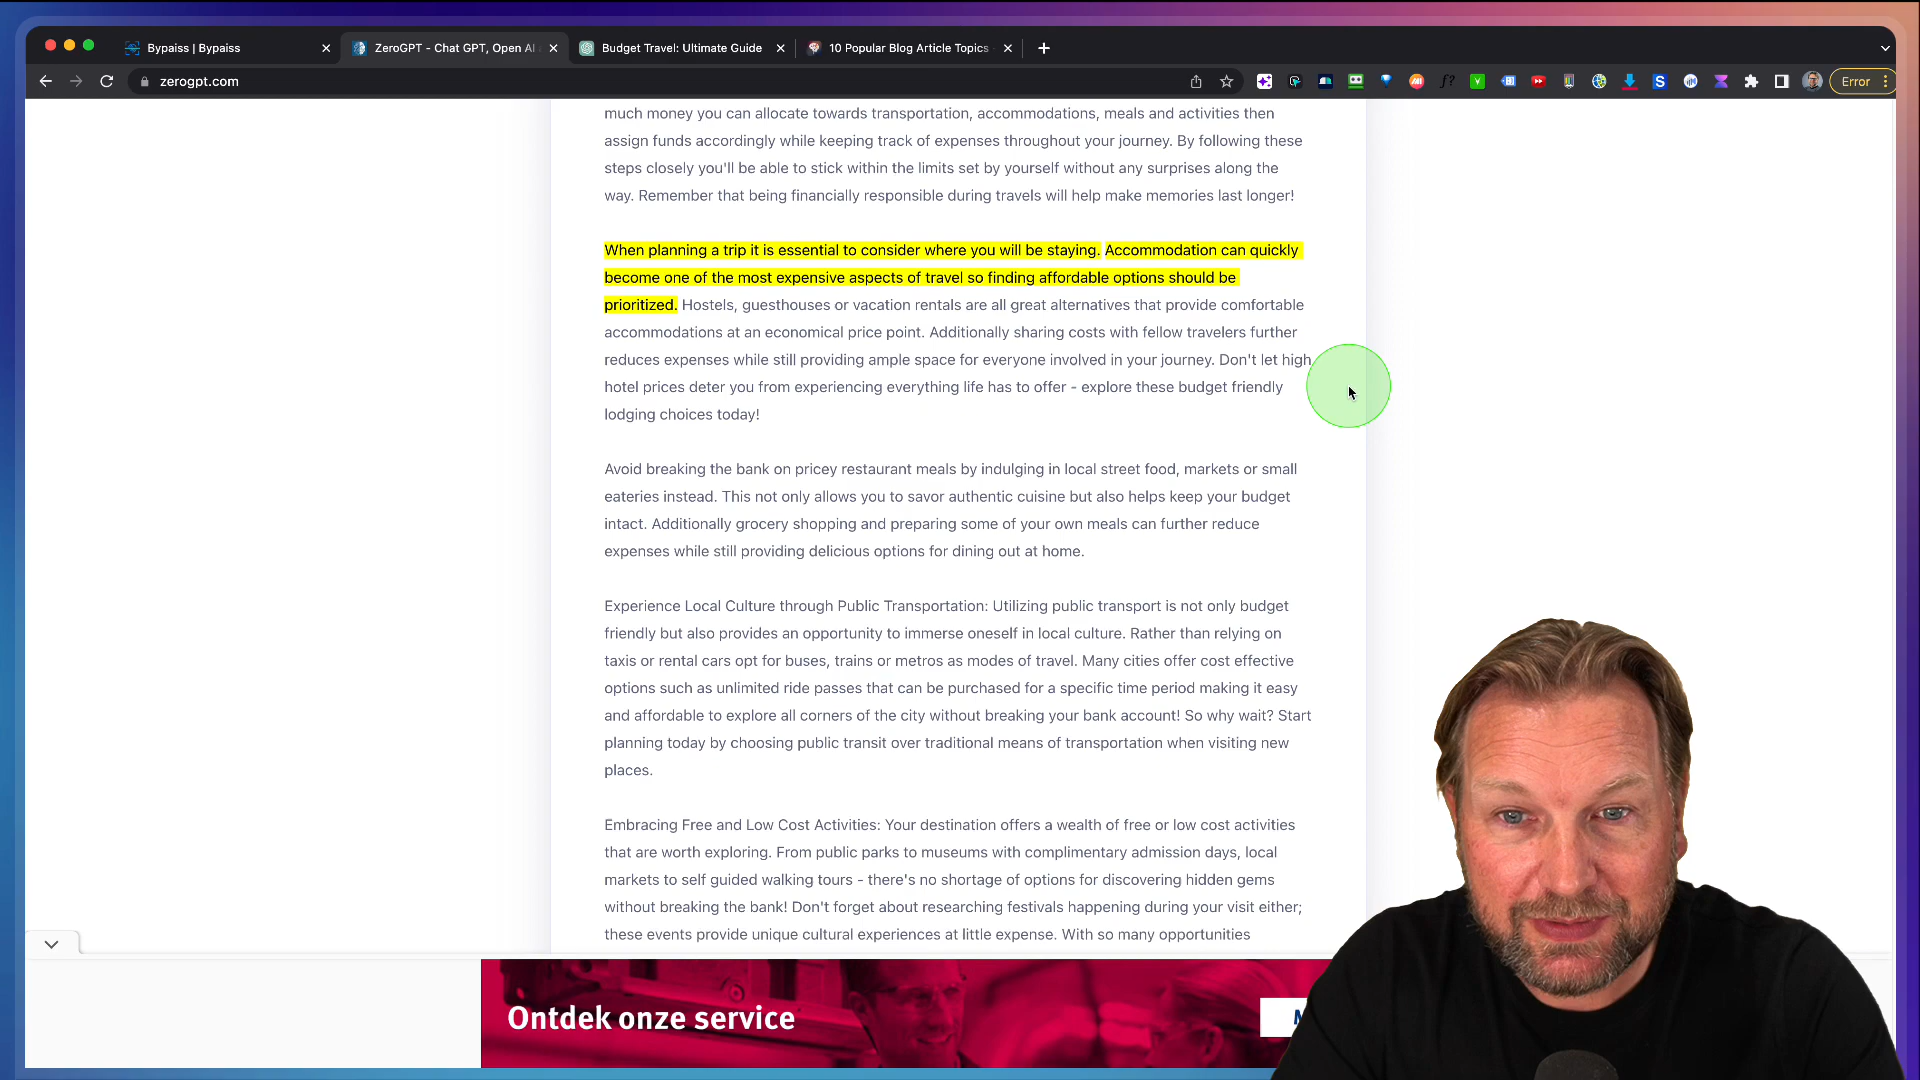 Bypaiss | Bypaiss
ZeroGPT - Chat GPT, Open AI
Budget Travel: Ultimate Guide
10 Popular Blog Article Topics
zerogpt.com
Error
much money you can allocate towards transportation, accommodations, meals and activities then
assign funds accordingly while keeping track of expenses throughout your journey. By following these
steps closely you'll be able to stick within the limits set by yourself without any surprises along the
way. Remember that being financially responsible during travels will help make memories last longer!
When planning a trip it is essential to consider where you will be staying. Accommodation can quickly
become one of the most expensive aspects of travel so finding affordable options should be
prioritized. Hostels, guesthouses or vacation rentals are all great alternatives that provide comfortable
accommodations at an economical price point. Additionally sharing costs with fellow travelers further
reduces expenses while still providing ample space for everyone involved in your journey. Don't let high
hotel prices deter you from experiencing everything life has to offer - explore these budget friendly
lodging choices today!
Avoid breaking the bank on pricey restaurant meals by indulging in local street food, markets or small
eateries instead. This not only allows you to savor authentic cuisine but also helps keep your budget
intact. Additionally grocery shopping and preparing some of your own meals can further reduce
expenses while still providing delicious options for dining out at home.
Experience Local Culture through Public Transportation: Utilizing public transport is not only budget
friendly but also provides an opportunity to immerse oneself in local culture. Rather than relying on
taxis or rental cars opt for buses, trains or metros as modes of travel. Many cities offer cost effective
options such as unlimited ride passes that can be purchased for a specific time period making it easy
and affordable to explore all corners of the city without breaking your bank account! So why wait? Start
planning today by choosing public transit over traditional means of transportation when visiting new
places.
Embracing Free and Low Cost Activities: Your destination offers a wealth of free or low cost activities
that are worth exploring. From public parks to museums with complimentary admission days, local
markets to self guided walking tours - there's no shortage of options for discovering hidden gems
without breaking the bank! Don't forget about researching festivals happening during your visit either;
these events provide unique cultural experiences at little expense. With so many opportunities
Ontdek onze service